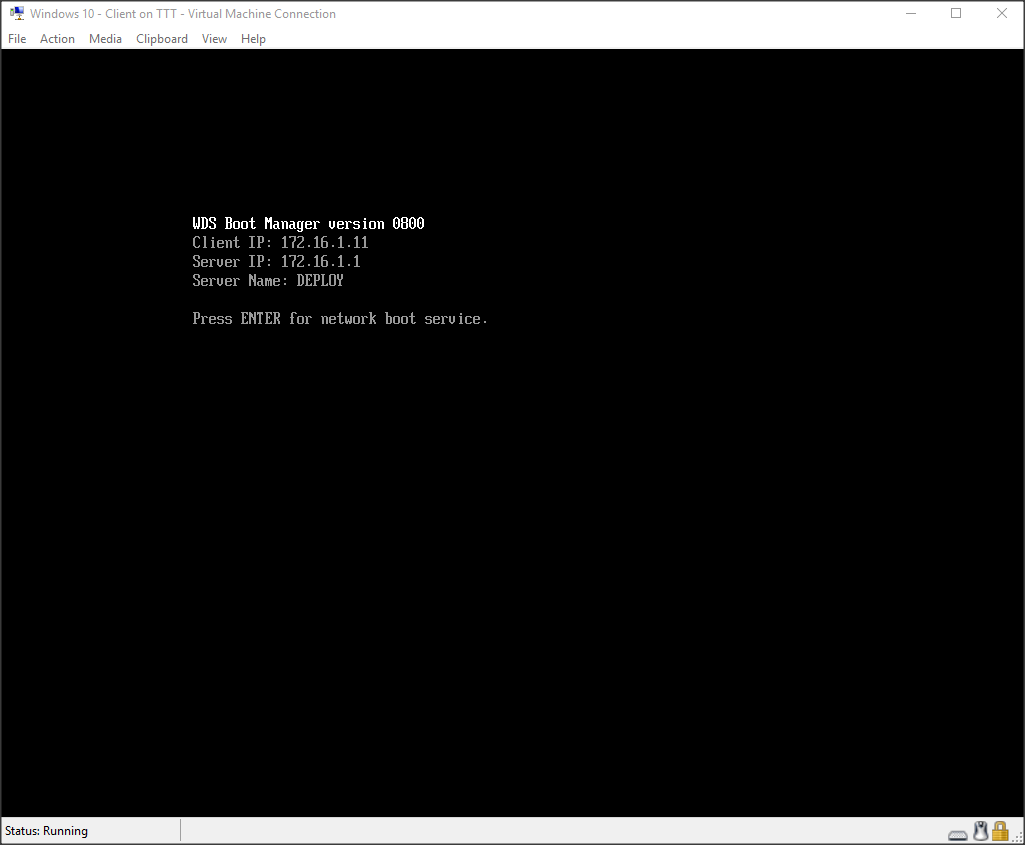 Windows 10 - Client on TTT - Virtual Machine Connection
File Action Media Clipboard View Help
WDS Boot Manager version 0800
Client IP: 172.16.1.11
Server IP: 172.16.1.1
Server Name: DEPLOY
Press ENTER for network boot service.
Status: Running